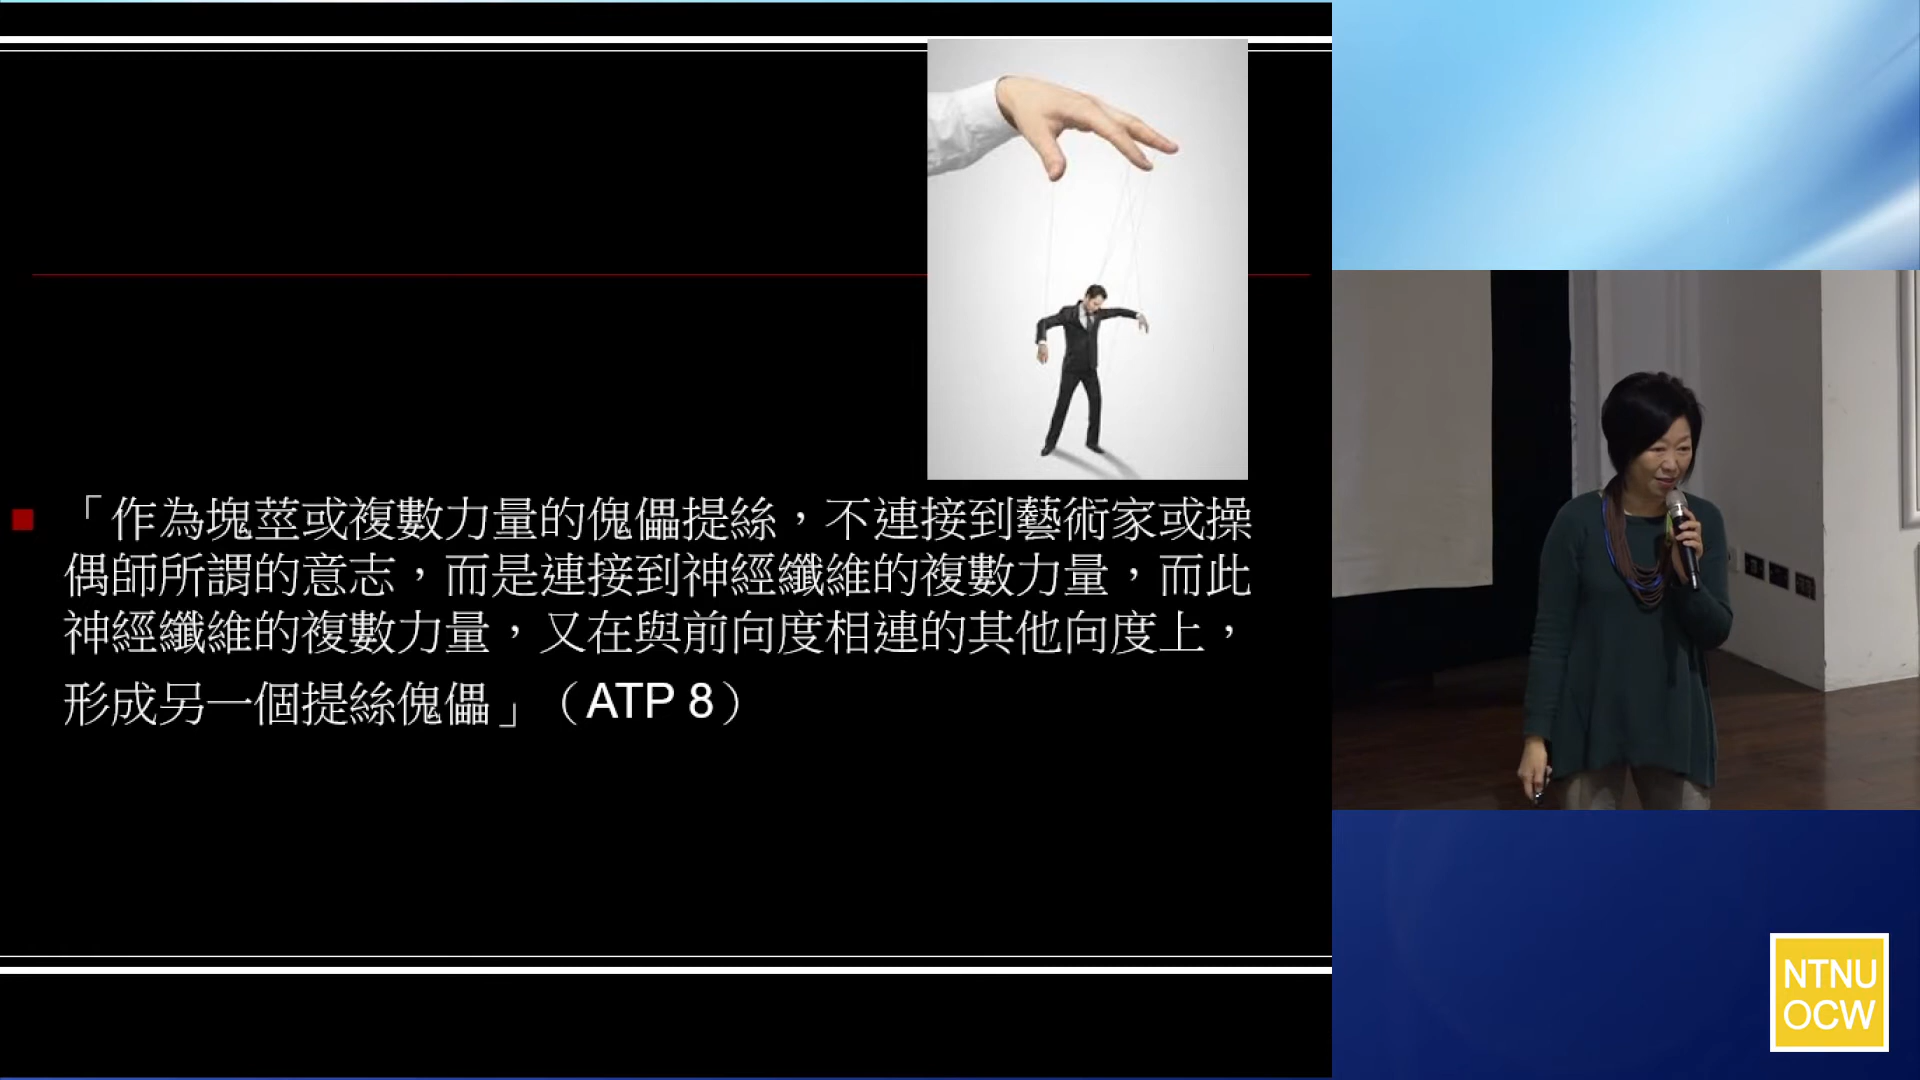 「作為塊莖或複數力量的傀儡提絲，不連接到藝術家或操
偶師所謂的意志，而是連接到神經纖維的複數力量，而此
神經纖維的複數力量，又在與前向度相連的其他向度上，
形成另一個提絲傀儡」（ATP 8）
NTNU
OCW